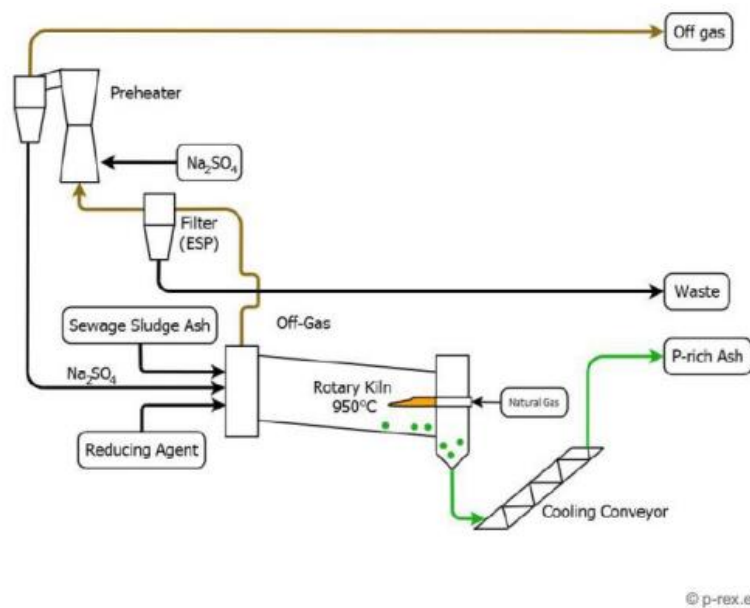 Off gas
Preheater
Na₂SO₄
Filter
(ESP)
Waste
Sewage Sludge Ash
Off-Gas
P-rich Ash
Na₂SO₄
Rotary Kiln
950°C
Natural Gas
Reducing Agent
Cooling Conveyor
© p-rex.e